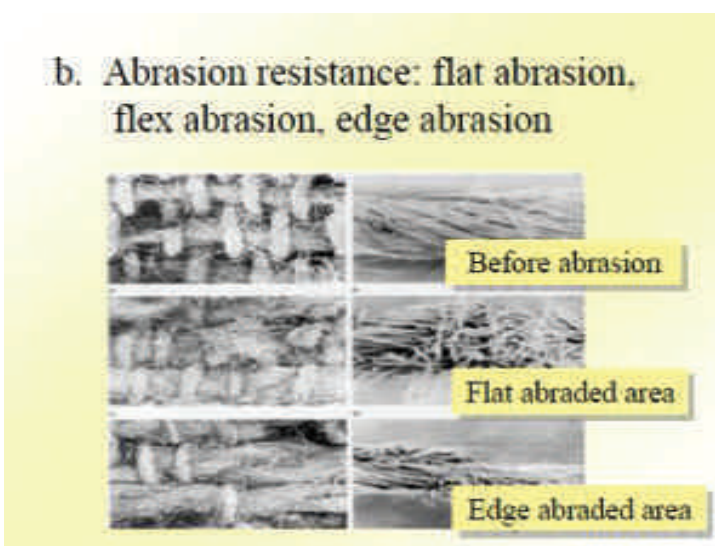 b. Abrasion resistance: flat abrasion,
flex abrasion, edge abrasion
Before abrasion
Flat abraded area
Edge abraded area